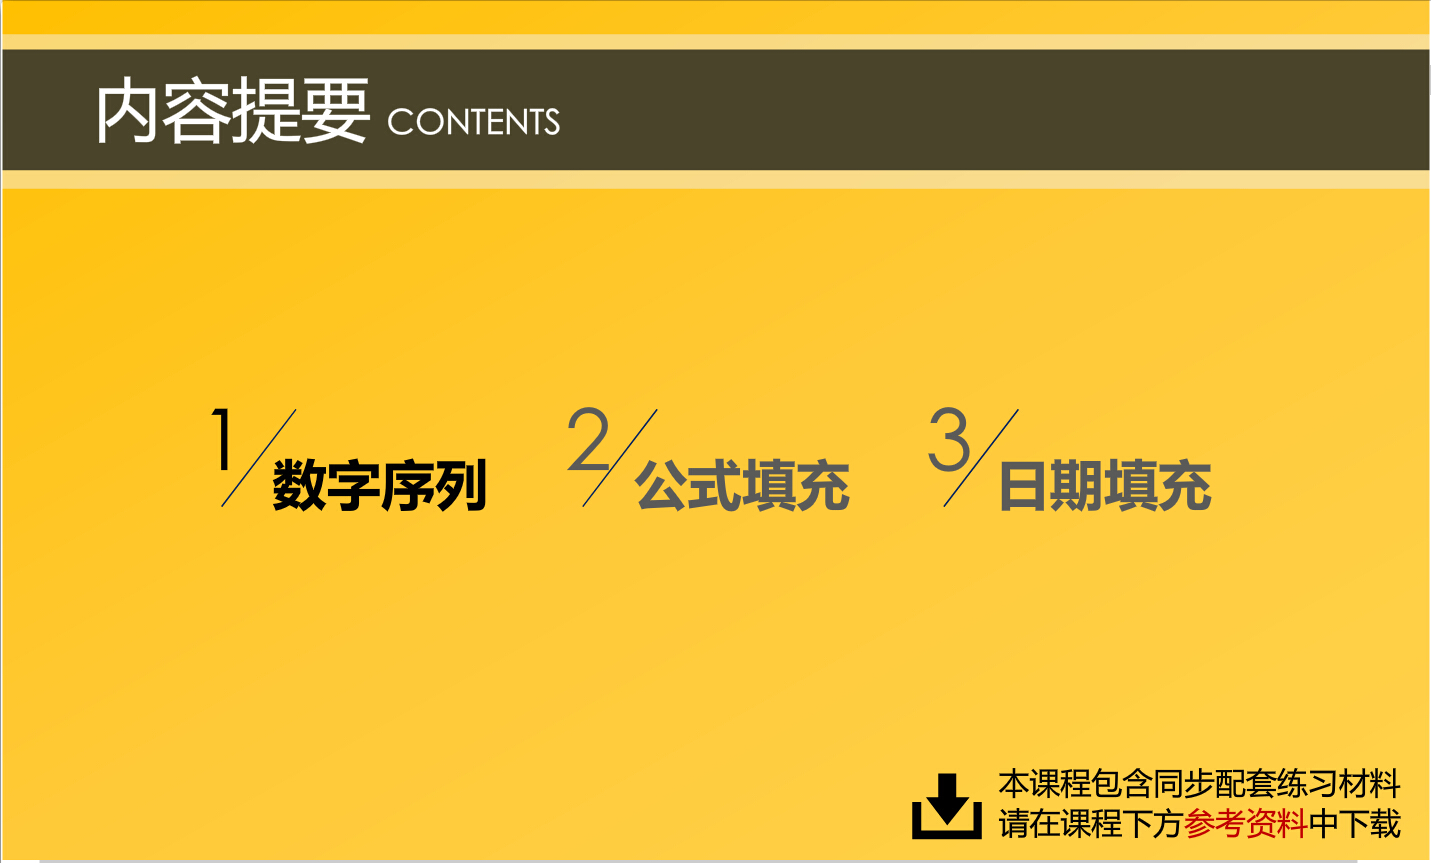 内容提要 CONTENTS
1 数字序列
2 公式填充
3 日期填充
本课程包含同步配套练习材料
请在课程下方参考资料中下载